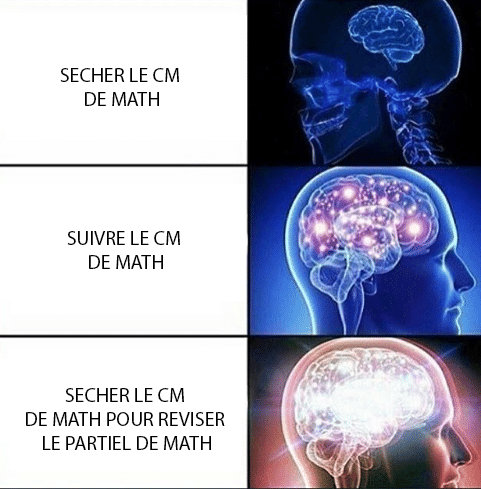 SECHER LE CM
DE MATH
SUIVRE LE CM
DE MATH
SECHER LE CM
DE MATH POUR REVISER
LE PARTIEL DE MATH